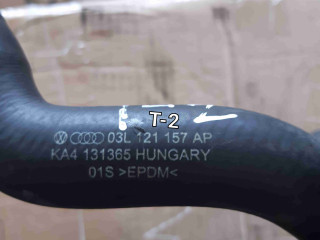 T-2
03L 121 157 AP
KA4 131365 HUNGARY
01S >EPDM<